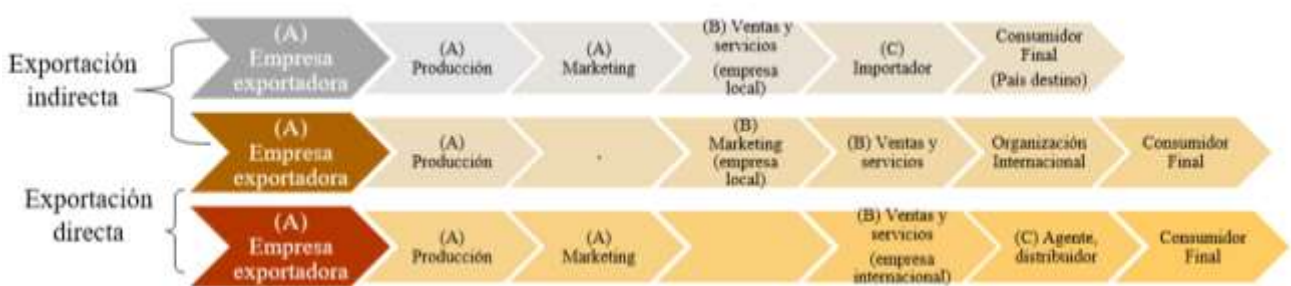 Exportación
indirecta
(A)
Empresa
exportadora
(A)
Producción
(A)
Marketing
(B) Ventas y
servicios
(empresa
local)
(C)
Importador
Consumidor
Final
(País destino)
(A)
Empresa
exportadora
(A)
Producción
.
(B)
Marketing
(empresa
local)
(B) Ventas y
servicios
Organización
Internacional
Consumidor
Final
Exportación
directa
(A)
Empresa
exportadora
(A)
Producción
(A)
Marketing
(B) Ventas y
servicios
(empresa
internacional)
(C) Agente,
distribuidor
Consumidor
Final